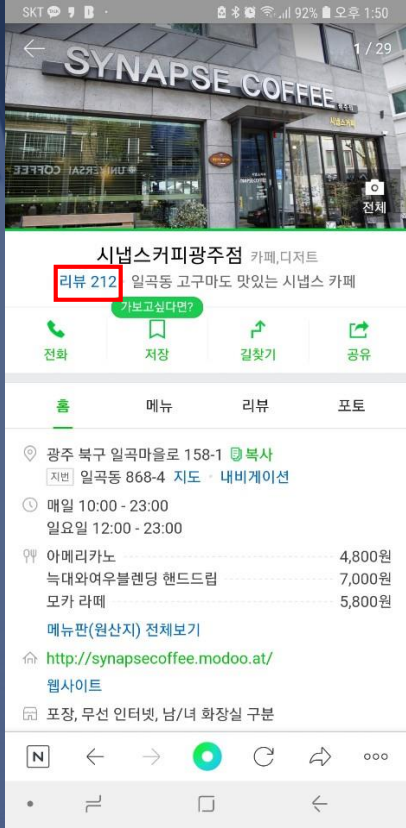 SKT 92% 오후 1:50
1 / 29
SYNAPSE COFFEE
시냅스커피
UNIVERSAL COFFEE
전체
시냅스커피광주점 카페,디저트
리뷰 212 일곡동 고구마도 맛있는 시냅스 카페
가보고싶다면?
전화 저장 길찾기 공유
홈 메뉴 리뷰 포토
광주 북구 일곡마을로 158-1 복사
지번 일곡동 868-4 지도 · 내비게이션
매일 10:00 - 23:00
일요일 12:00 - 23:00
아메리카노 4,800원
늑대와여우블렌딩 핸드드립 7,000원
모카 라떼 5,800원
메뉴판(원산지) 전체보기
http://synapsecoffee.modoo.at/
웹사이트
포장, 무선 인터넷, 남/녀 화장실 구분
N